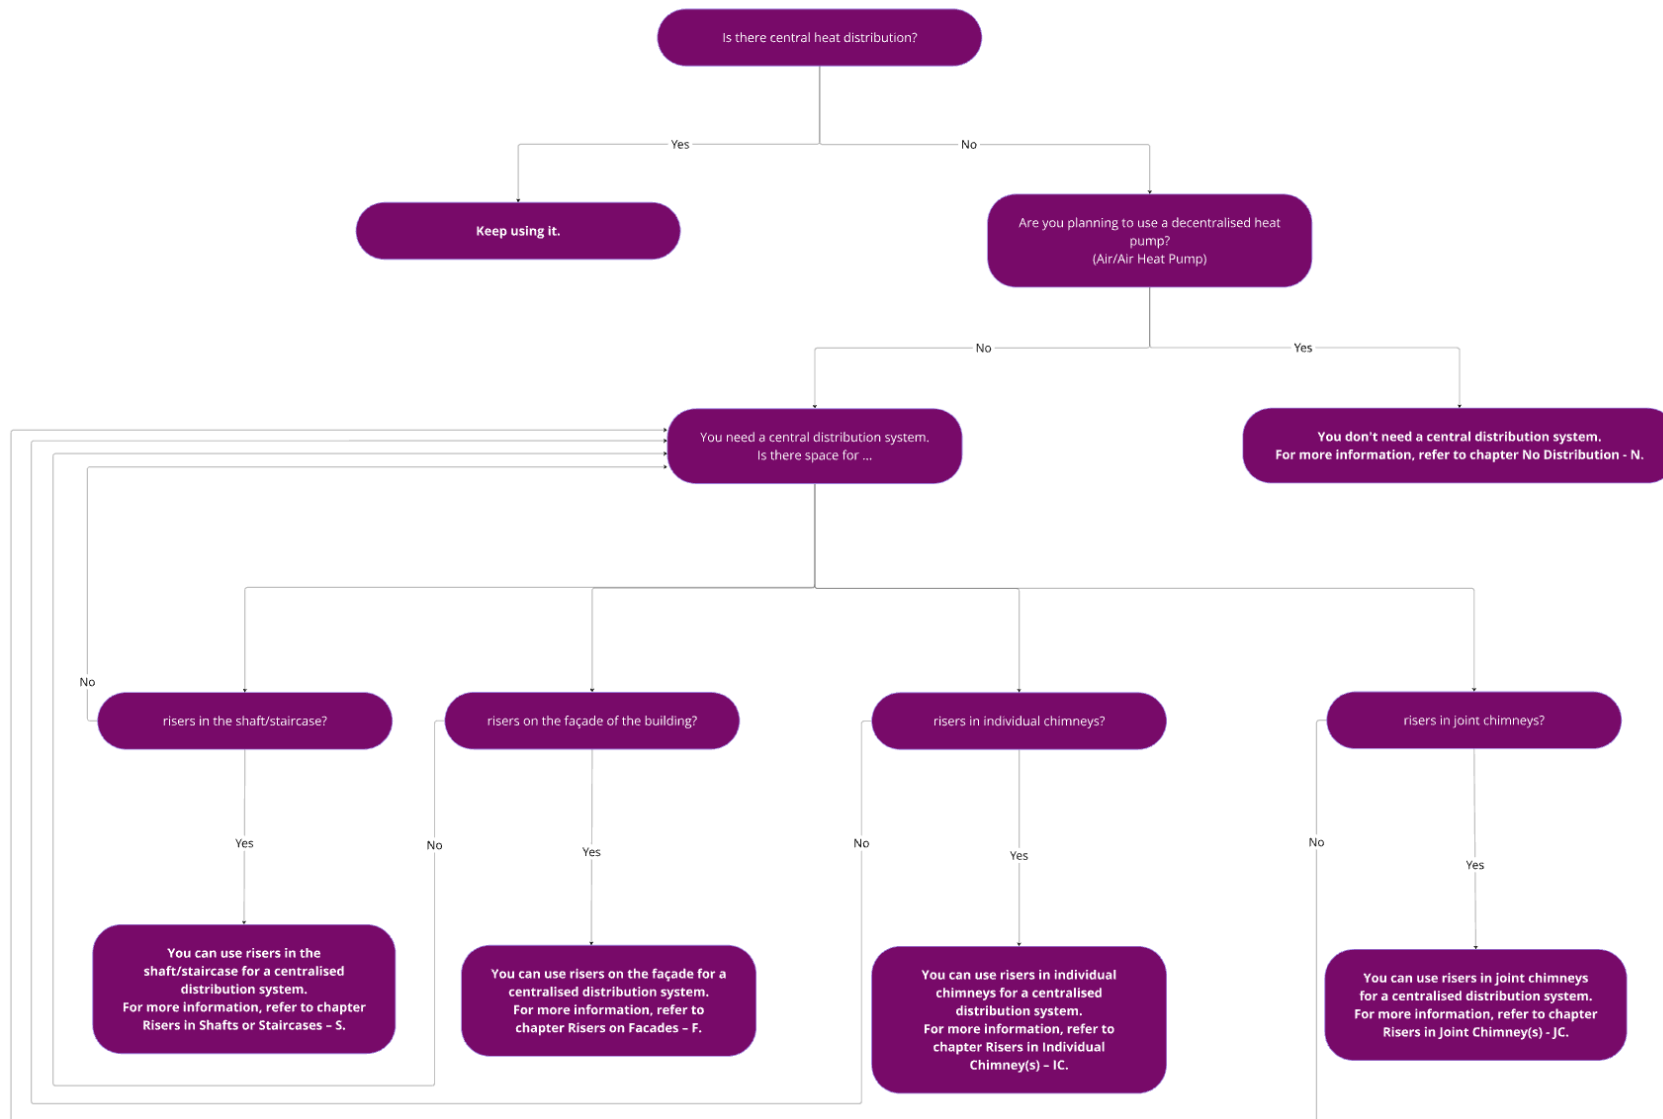 Is there central heat distribution?
Yes
No
Keep using it.
Are you planning to use a decentralised heat
pump?
(Air/Air Heat Pump)
No
Yes
You need a central distribution system.
Is there space for ...
You don't need a central distribution system.
For more information, refer to chapter No Distribution - N.
No
risers in the shaft/staircase?
risers on the façade of the building?
risers in individual chimneys?
risers in joint chimneys?
Yes
No
Yes
No
Yes
No
Yes
You can use risers in the
shaft/staircase for a centralised
distribution system.
For more information, refer to chapter
Risers in Shafts or Staircases – S.
You can use risers on the façade for a
centralised distribution system.
For more information, refer to
chapter Risers on Facades – F.
You can use risers in individual
chimneys for a centralised
distribution system.
For more information, refer to
chapter Risers in Individual
Chimney(s) – IC.
You can use risers in joint chimneys
for a centralised distribution system.
For more information, refer to chapter
Risers in Joint Chimney(s) - JC.